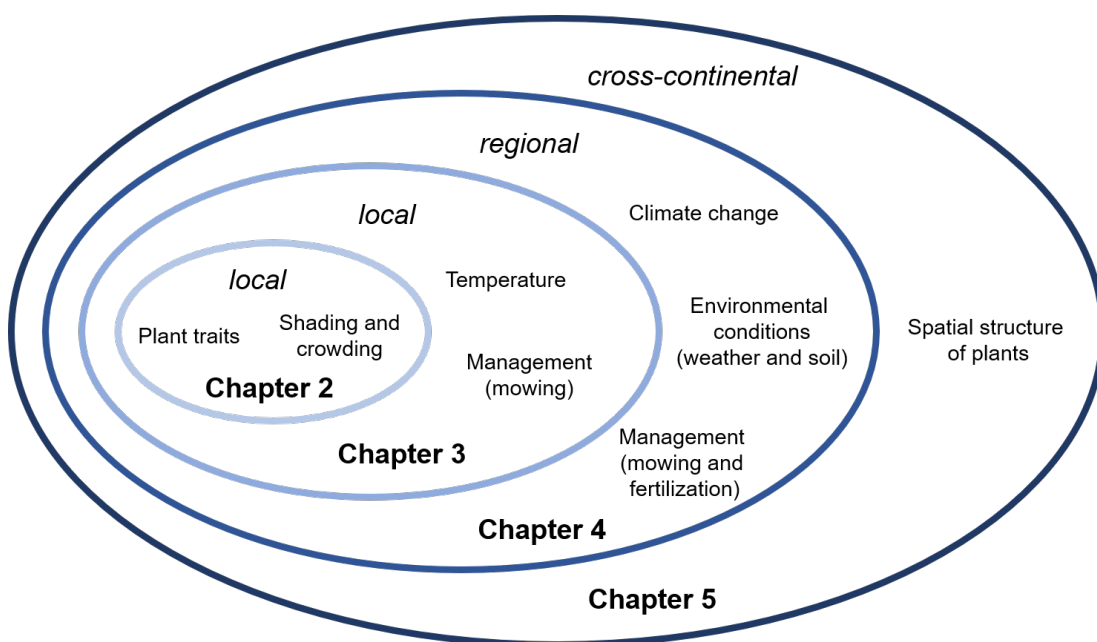 cross-continental
regional
local
Climate change
local
Temperature
Plant traits
Shading and
crowding
Chapter 2
Management
(mowing)
Environmental
conditions
(weather and soil)
Spatial structure
of plants
Chapter 3
Management
(mowing and
fertilization)
Chapter 4
Chapter 5